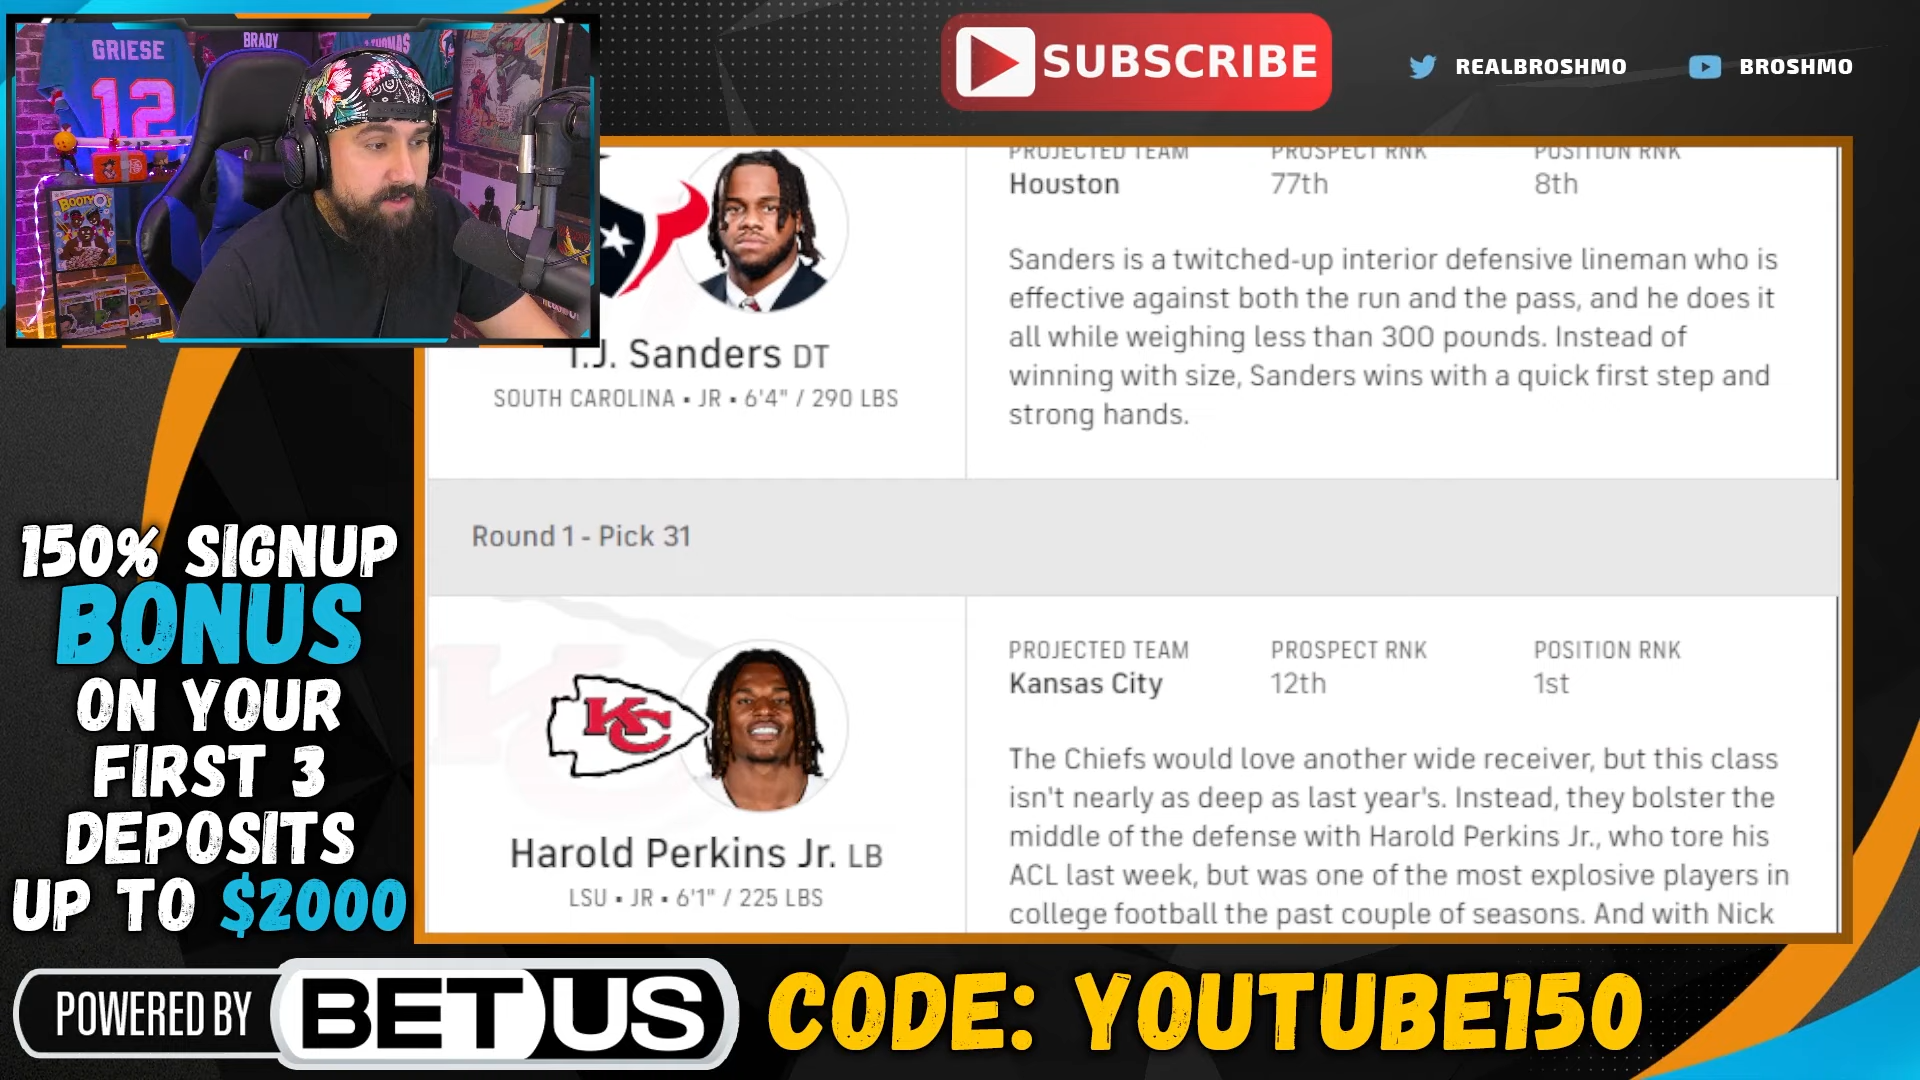 GRIESE
12
BRADY
THOMAS
BOOTY O'S
SUBSCRIBE
REALBROSHMO
BROSHMO
PROJECTED TEAM
PROSPECT RNK
POSITION RNK
Houston
77th
8th
Sanders is a twitched-up interior defensive lineman who is
effective against both the run and the pass, and he does it
all while weighing less than 300 pounds. Instead of
winning with size, Sanders wins with a quick first step and
strong hands.
T.J. Sanders DT
SOUTH CAROLINA • JR • 6'4" / 290 LBS
Round 1 - Pick 31
KC
PROJECTED TEAM
PROSPECT RNK
POSITION RNK
Kansas City
12th
1st
The Chiefs would love another wide receiver, but this class
isn't nearly as deep as last year's. Instead, they bolster the
middle of the defense with Harold Perkins Jr., who tore his
ACL last week, but was one of the most explosive players in
college football the past couple of seasons. And with Nick
Harold Perkins Jr. LB
LSU • JR • 6'1" / 225 LBS
150% SIGNUP
BONUS
ON YOUR
FIRST 3
DEPOSITS
UP TO $2000
POWERED BY BETUS
CODE: YOUTUBE150